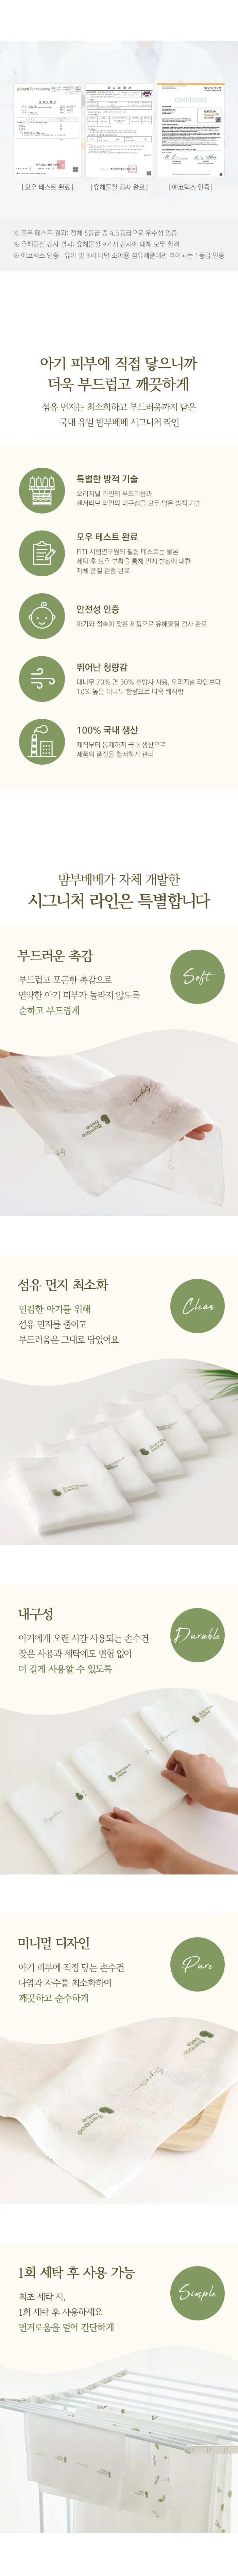 CERTIFICATE
[모우 테스트 완료]
[유해물질 검사 완료]
[에코텍스 인증]
※ 모우 테스트 결과: 전체 5등급 중 4.5등급으로 우수성 인증
※ 유해물질 검사 결과: 유해물질 9가지 검사에 대해 모두 합격
※ 에코텍스 인증: 유아 및 3세 미만 소아용 섬유제품에만 부여되는 1등급 인증
아기 피부에 직접 닿으니까
더욱 부드럽고 깨끗하게
섬유 먼지는 최소화하고 부드러움까지 담은
국내 유일 밤부베베 시그니처 라인
특별한 방적 기술
오리지널 라인의 부드러움과
센서티브 라인의 내구성을 모두 담은 방적 기술
모우 테스트 완료
FITI 시험연구원의 필링 테스트는 물론
세탁 후 모우 부착을 통해 먼지 발생에 대한
자체 품질 검증 완료
안전성 인증
아기와 접촉이 잦은 제품으로 유해물질 검사 완료
뛰어난 청량감
대나무 70% 면 30% 혼방사 사용, 오리지널 라인보다
10% 높은 대나무 함량으로 더욱 쾌적함
100% 국내 생산
제직부터 봉제까지 국내 생산으로
제품의 품질을 철저하게 관리
밤부베베가 자체 개발한
시그니처 라인은 특별합니다
부드러운 촉감
부드럽고 포근한 촉감으로
연약한 아기 피부가 놀라지 않도록
순하고 부드럽게
Soft
섬유 먼지 최소화
민감한 아기를 위해
섬유 먼지를 줄이고
부드러움은 그대로 담았어요
Clean
내구성
아기에게 오랜 시간 사용되는 손수건
잦은 사용과 세탁에도 변형 없이
더 길게 사용할 수 있도록
Durable
미니멀 디자인
아기 피부에 직접 닿는 손수건
나염과 자수를 최소화하여
깨끗하고 순수하게
Pure
1회 세탁 후 사용 가능
최초 세탁 시,
1회 세탁 후 사용하세요
번거로움을 덜어 간단하게
Simple